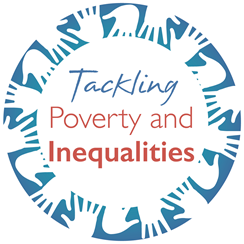 Tackling
Poverty and
Inequalities